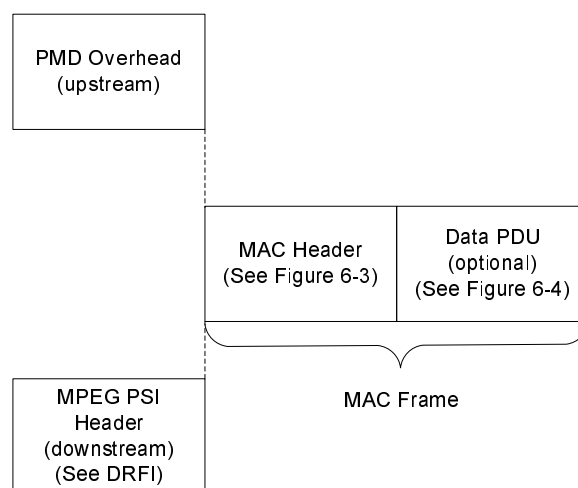 PMD Overhead
(upstream)
MAC Header
(See Figure 6-3)
Data PDU
(optional)
(See Figure 6-4)
MAC Frame
MPEG PSI
Header
(downstream)
(See DRFI)